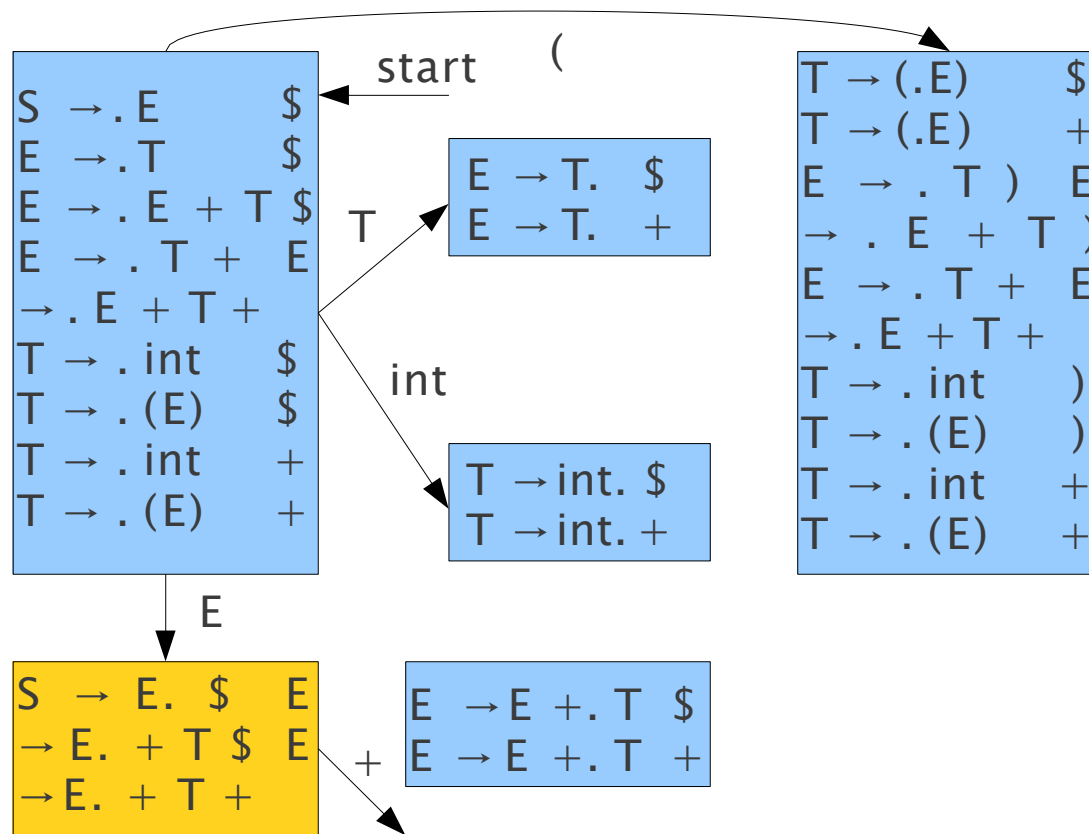 (
start
S → . E $
E → . T $
E → . E + T $
E → . T + E
→ . E + T +
T → . int $
T → . (E) $
T → . int +
T → . (E) +
T
E → T. $
E → T. +
int
T → int. $
T → int. +
T → (.E) $
T → (.E) +
E → . T ) E
→ . E + T )
E → . T + E
→ . E + T +
T → . int )
T → . (E) )
T → . int +
T → . (E) +
E
S → E. $ E
→ E. + T $ E
→ E. + T +
+
E → E +. T $
E → E +. T +